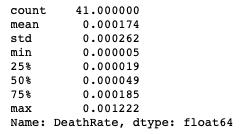 count    41.000000
mean      0.000174
std       0.000262
min       0.000005
25%       0.000019
50%       0.000049
75%       0.000185
max       0.001222
Name: DeathRate, dtype: float64